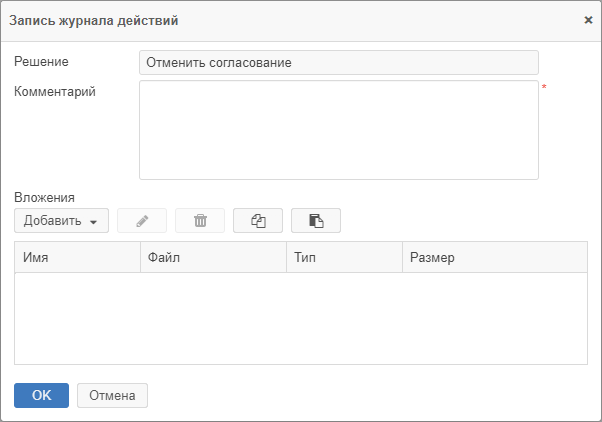 Запись журнала действий ×
Решение Отменить согласование
Комментарий *
Вложения
Добавить
Имя Файл Тип Размер
OK Отмена